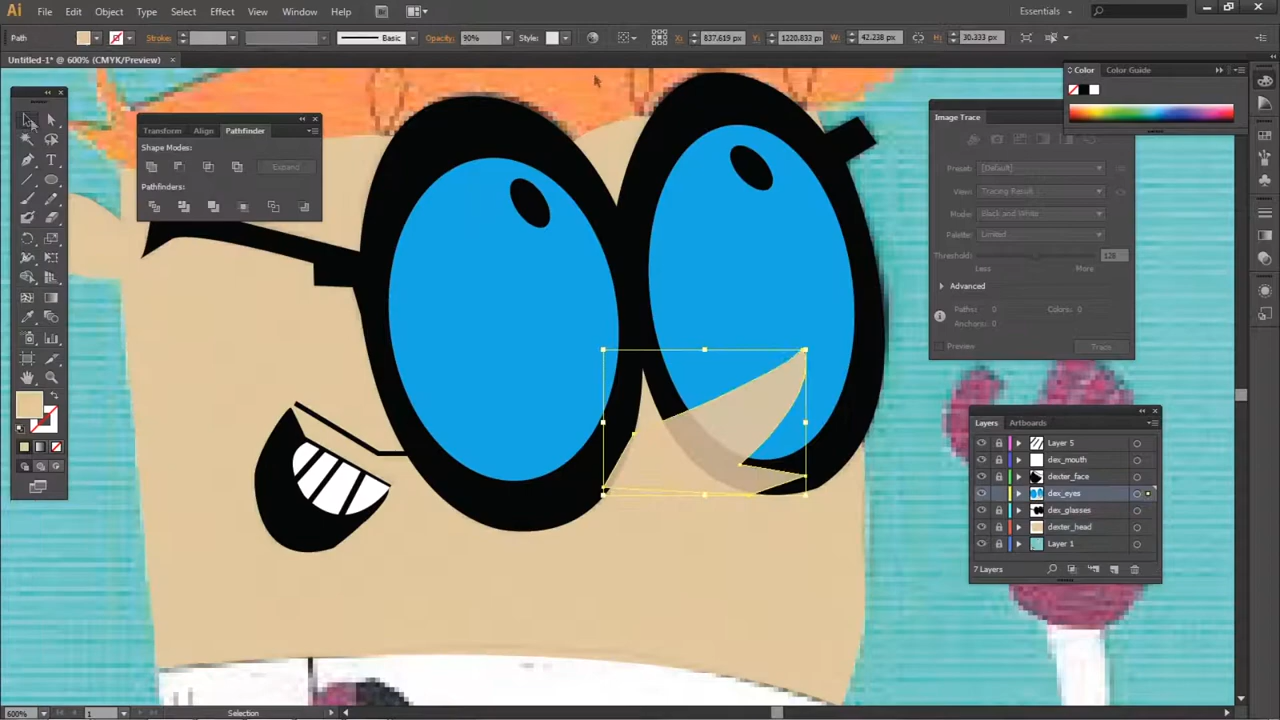 Ai File Edit Object Type Select Effect View Window Help Br Essentials
Path Stroke: Basic Opacity: 90% Style: X: 837.619 px Y: 1220.833 px W: 42.238 px H: 30.333 px
Untitled-1* @ 600% (CMYK/Preview) ×
Color Color Guide
Transform Align Pathfinder
Shape Modes:
Expand
Pathfinders:
Image Trace
Preset: [Default]
View: Tracing Result
Mode: Black and White
Palette: Limited
Threshold: 128
Less More
Advanced
Paths: 0 Colors: 0
Anchors: 0
Preview Trace
Layers Artboards
Layer 5
dex_mouth
dexter_face
dex_eyes
dex_glasses
dexter_head
Layer 1
7 Layers
600% 1 Selection